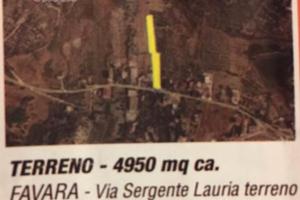 TERRENO - 4950 mq ca.
FAVARA - Via Sergente Lauria terreno